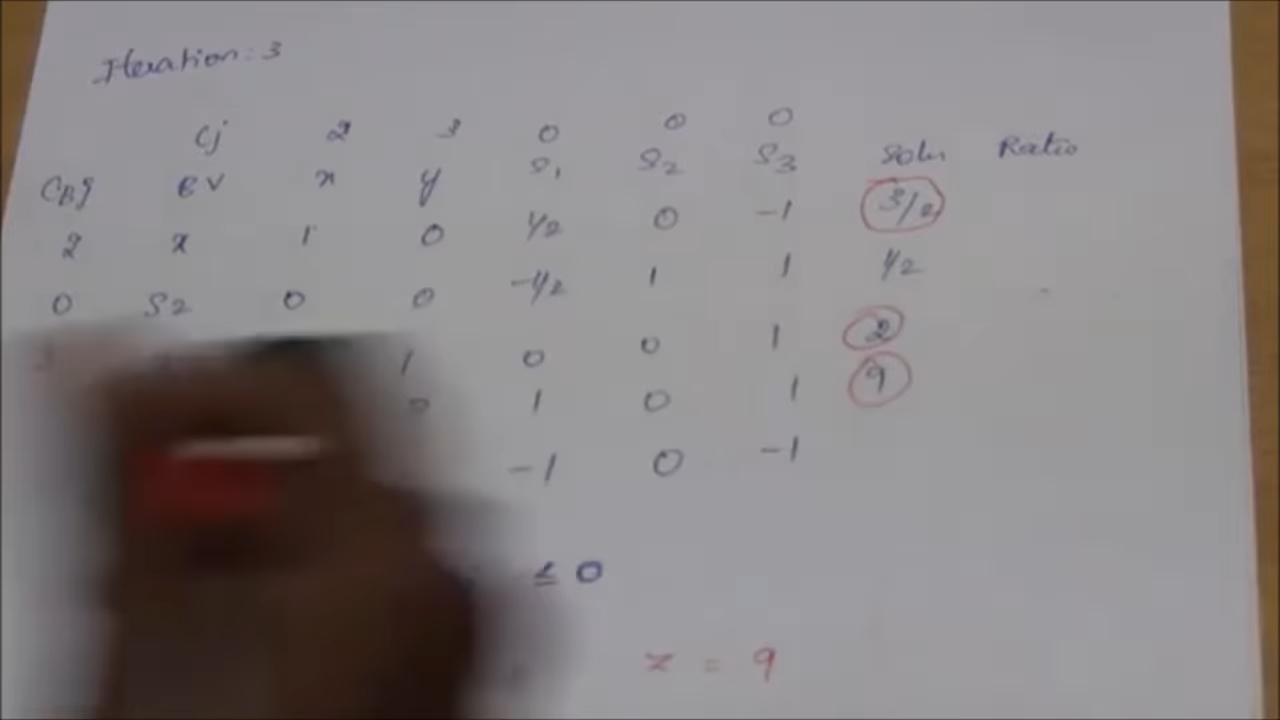 Iteration: 3
Cj 2 3 0 0 0
CBj BV x y S1 S2 S3 Soln Ratio
2 x 1 0 1/2 0 -1 3/2
0 S2 0 0 -1/2 1 1 1/2
1 0 0 1 2
0 1 0 1 9
-1 0 -1
≤ 0
Z = 9